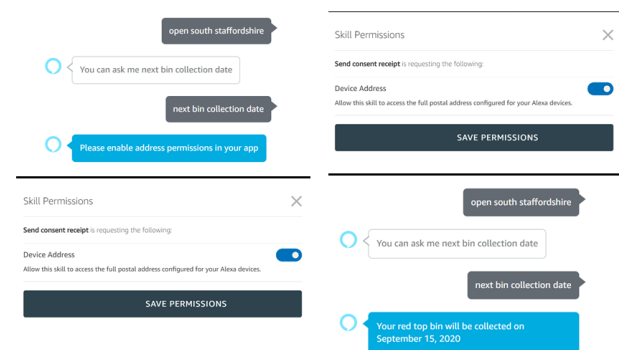 open south staffordshire
You can ask me next bin collection date
next bin collection date
Please enable address permissions in your app
Skill Permissions
Send consent receipt is requesting the following:
Device Address
Allow this skill to access the full postal address configured for your Alexa devices.
SAVE PERMISSIONS
Skill Permissions
Send consent receipt is requesting the following:
Device Address
Allow this skill to access the full postal address configured for your Alexa devices.
SAVE PERMISSIONS
open south staffordshire
You can ask me next bin collection date
next bin collection date
Your red top bin will be collected on
September 15, 2020